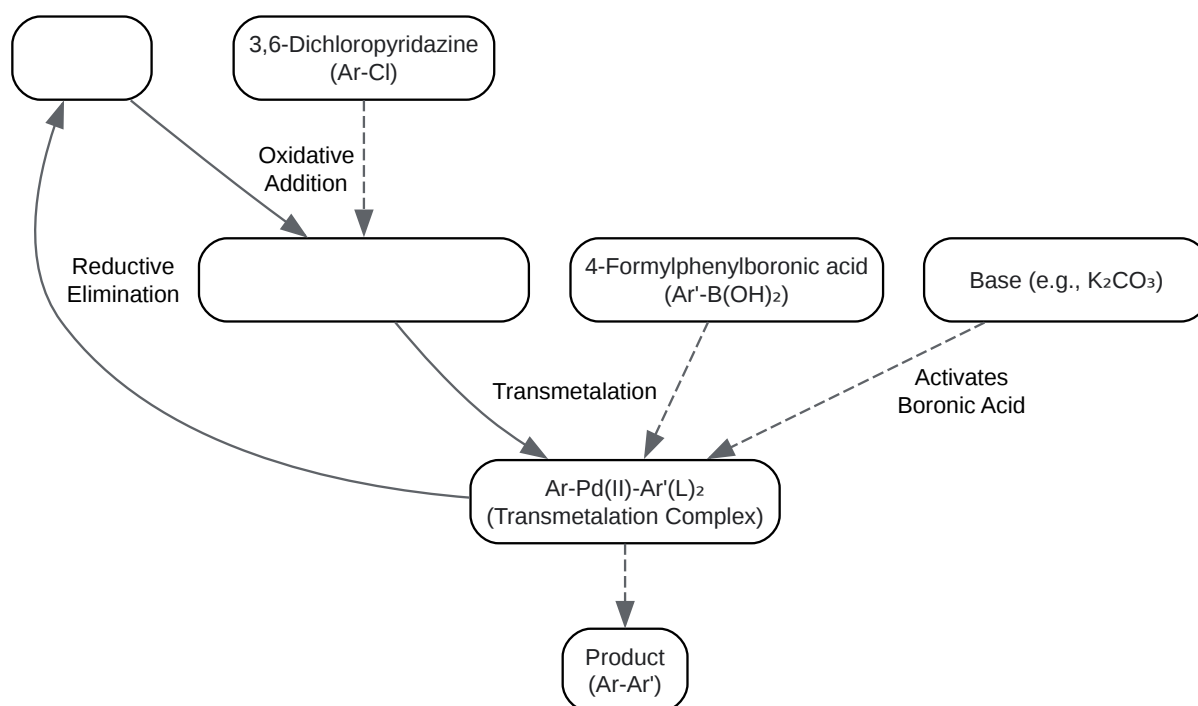 3,6-Dichloropyridazine
(Ar-Cl)
Oxidative
Addition
Reductive
Elimination
4-Formylphenylboronic acid
(Ar'-B(OH)₂)
Base (e.g., K₂CO₃)
Transmetalation
Activates
Boronic Acid
Ar-Pd(II)-Ar'(L)₂
(Transmetalation Complex)
Product
(Ar-Ar')